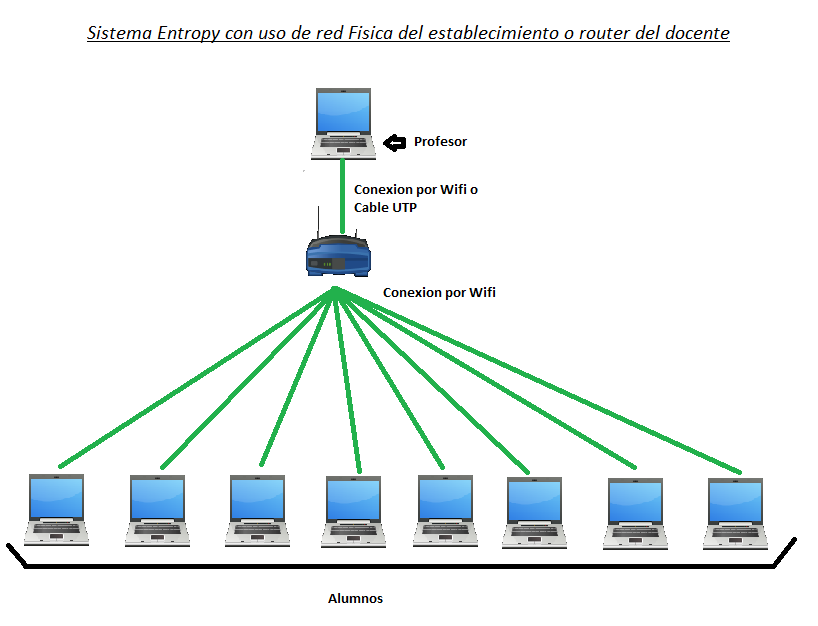 Sistema Entropy con uso de red Fisica del establecimiento o router del docente
Profesor
Conexion por Wifi o
Cable UTP
Conexion por Wifi
Alumnos